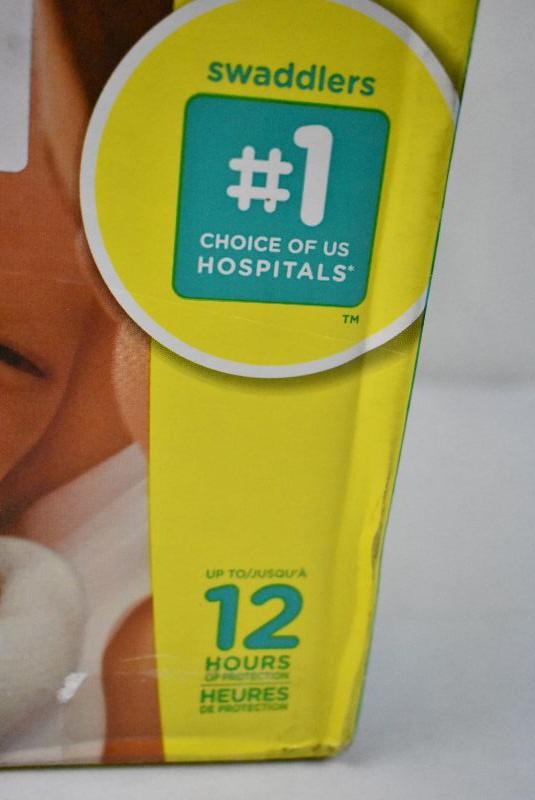 swaddlers
#1
CHOICE OF US
HOSPITALS*
TM
UP TO/JUSQU'À
12
HOURS
OF PROTECTION
HEURES
DE PROTECTION